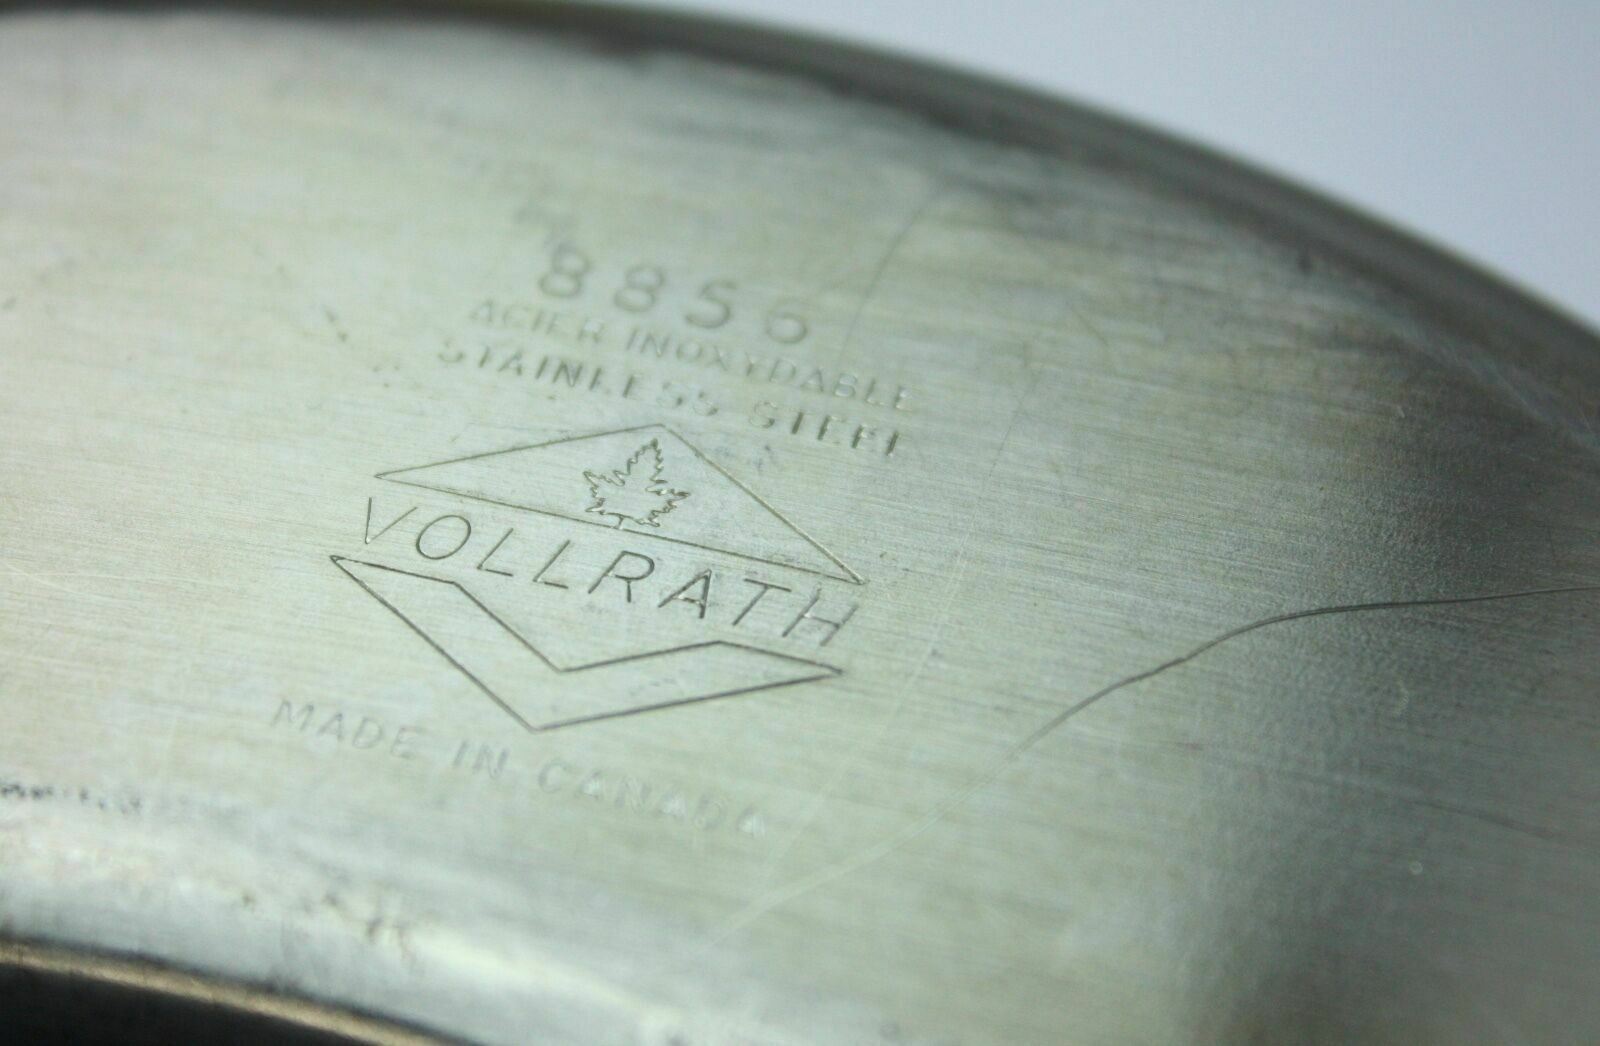 8856
ACIER INOXYDABLE
STAINLESS STEEL
VOLLRATH
MADE IN CANADA